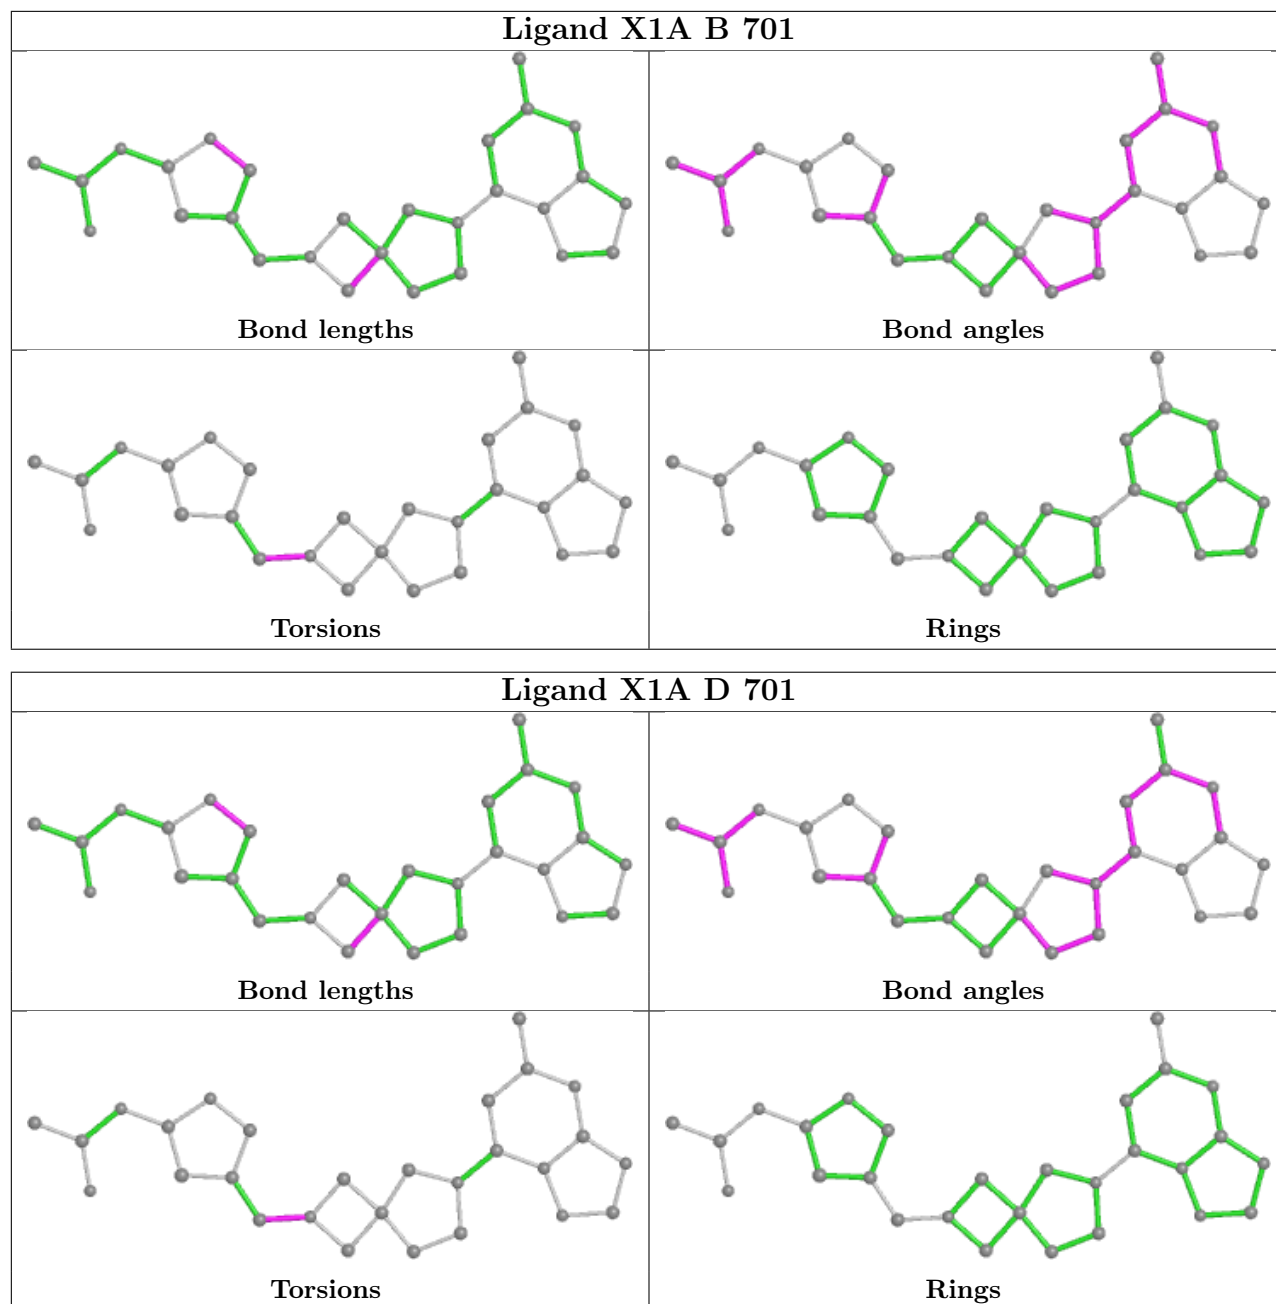 Ligand X1A B 701
Bond lengths
Bond angles
Torsions
Rings
Ligand X1A D 701
Bond lengths
Bond angles
Torsions
Rings